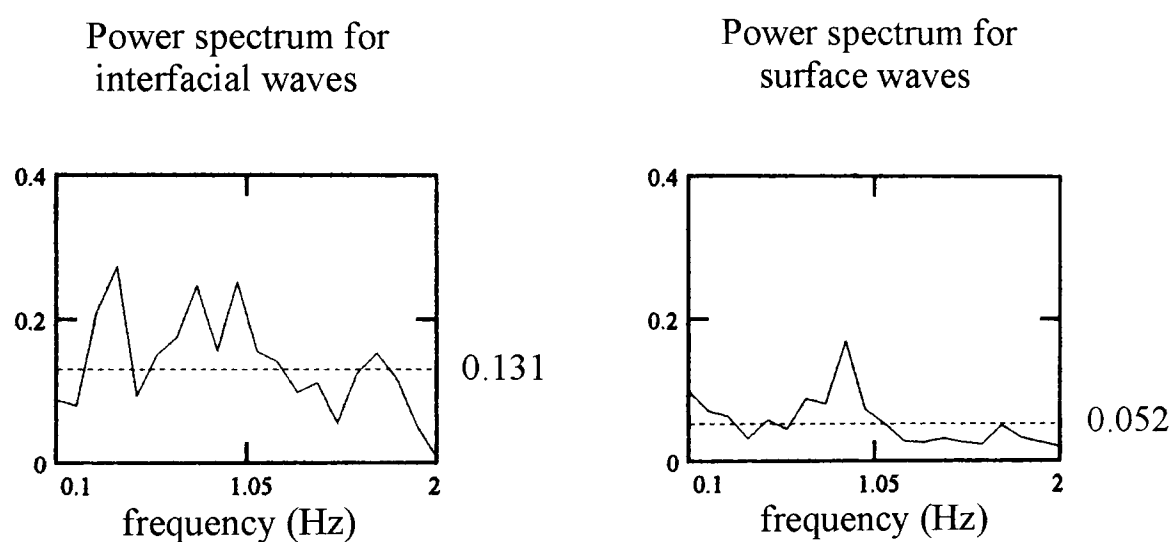 Power spectrum for
interfacial waves
0.4
0.2
0
0.131
0.1
1.05
2
frequency (Hz)
Power spectrum for
surface waves
0.4
0.2
0
0.052
0.1
1.05
2
frequency (Hz)